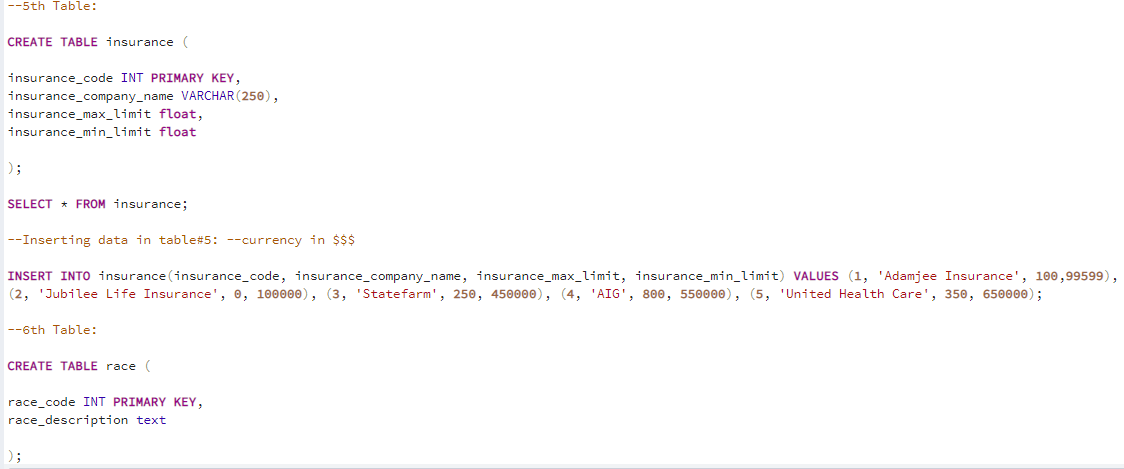 --5th Table:
CREATE TABLE insurance (
insurance_code INT PRIMARY KEY,
insurance_company_name VARCHAR(250),
insurance_max_limit float,
insurance_min_limit float
);
SELECT * FROM insurance;
--Inserting data in table#5: --currency in $$$
INSERT INTO insurance(insurance_code, insurance_company_name, insurance_max_limit, insurance_min_limit) VALUES (1, 'Adamjee Insurance', 100,99599),
(2, 'Jubilee Life Insurance', 0, 100000), (3, 'Statefarm', 250, 450000), (4, 'AIG', 800, 550000), (5, 'United Health Care', 350, 650000);
--6th Table:
CREATE TABLE race (
race_code INT PRIMARY KEY,
race_description text
);